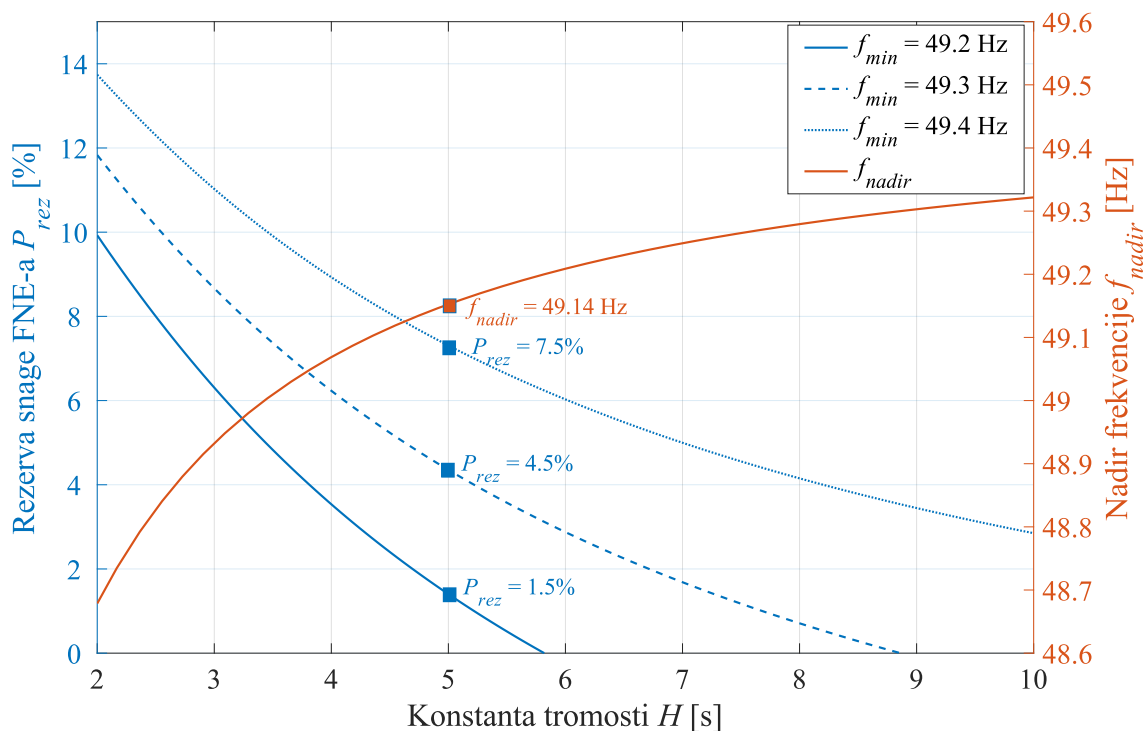 Rezerva snage FNE-a P_rez [%]
14
12
10
8
6
4
2
0
2 3 4 5 6 7 8 9 10
Konstanta tromosti H [s]
49.6
49.5
49.4
49.3
49.2
49.1
49
48.9
48.8
48.7
48.6
Nadir frekvencije f_nadir [Hz]
f_min = 49.2 Hz
f_min = 49.3 Hz
f_min = 49.4 Hz
f_nadir
f_nadir = 49.14 Hz
P_rez = 7.5%
P_rez = 4.5%
P_rez = 1.5%